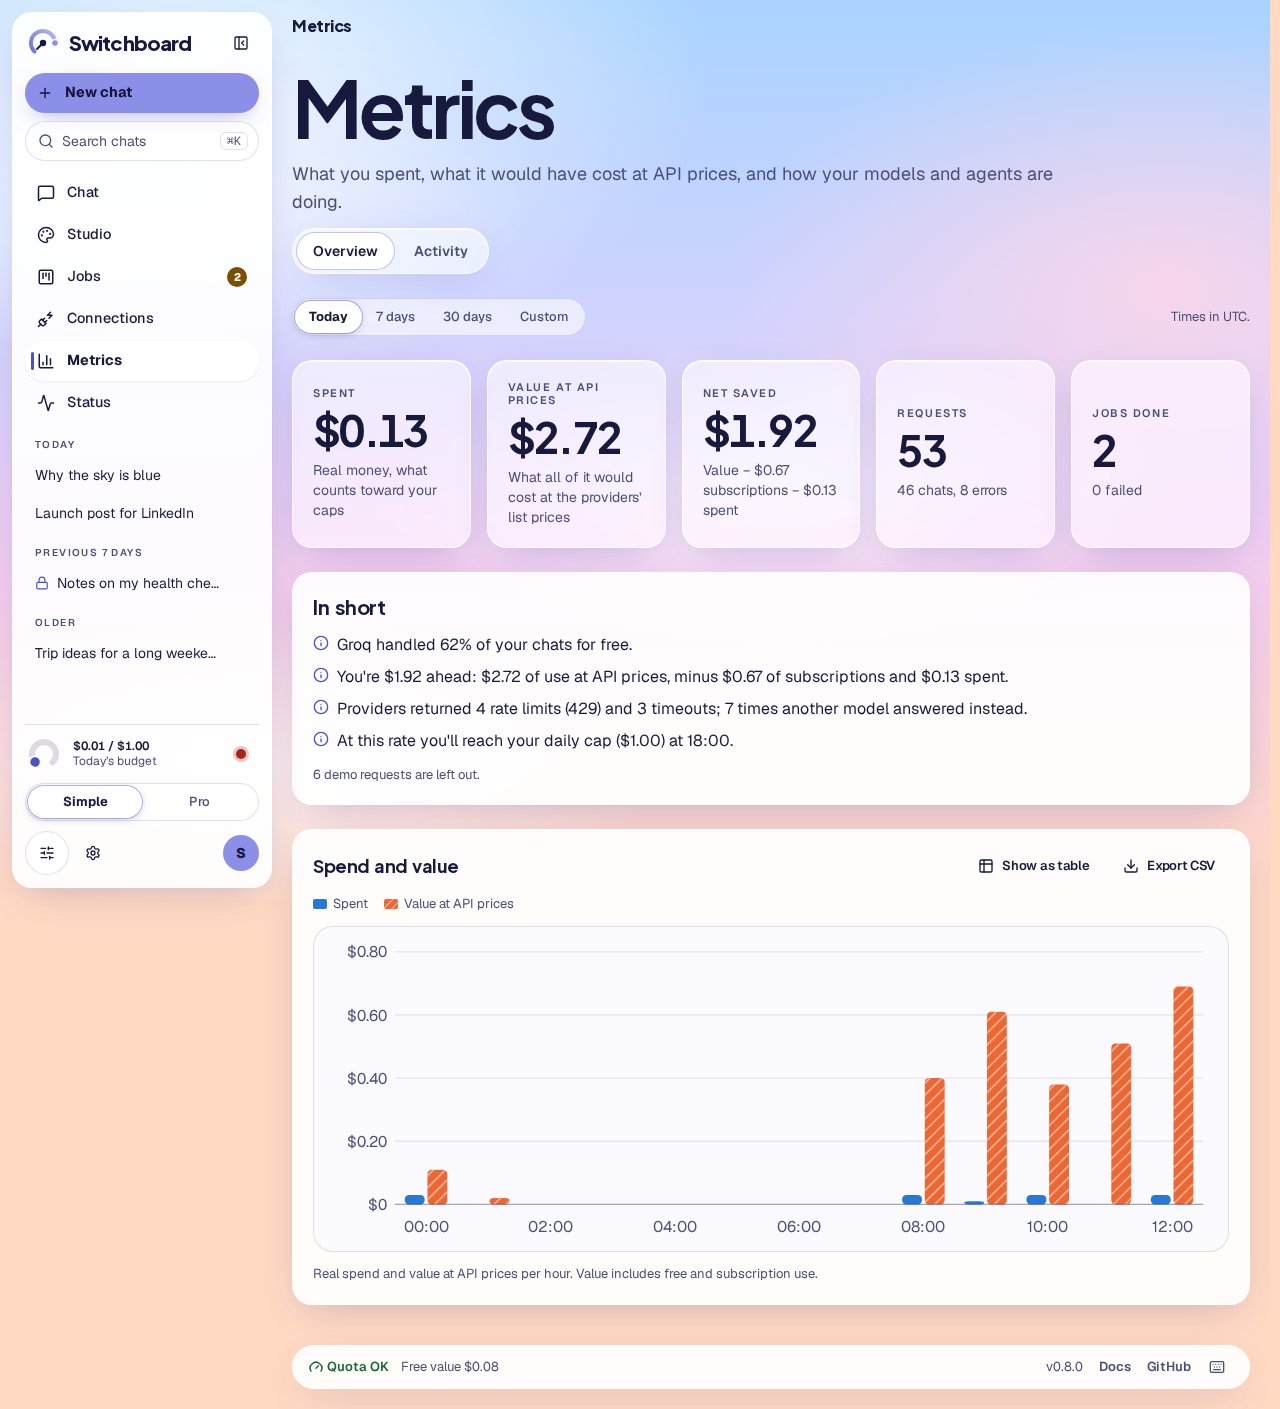 Switchboard
New chat
Search chats
⌘K
Chat
Studio
Jobs
2
Connections
Metrics
Status
TODAY
Why the sky is blue
Launch post for LinkedIn
PREVIOUS 7 DAYS
Notes on my health che…
OLDER
Trip ideas for a long weeke…
$0.01 / $1.00
Today's budget
Simple
Pro
S
Metrics
Metrics
What you spent, what it would have cost at API prices, and how your models and agents are
doing.
Overview
Activity
Today
7 days
30 days
Custom
Times in UTC.
SPENT
$0.13
Real money, what
counts toward your
caps
VALUE AT API
PRICES
$2.72
What all of it would
cost at the providers'
list prices
NET SAVED
$1.92
Value − $0.67
subscriptions − $0.13
spent
REQUESTS
53
46 chats, 8 errors
JOBS DONE
2
0 failed
In short
Groq handled 62% of your chats for free.
You're $1.92 ahead: $2.72 of use at API prices, minus $0.67 of subscriptions and $0.13 spent.
Providers returned 4 rate limits (429) and 3 timeouts; 7 times another model answered instead.
At this rate you'll reach your daily cap ($1.00) at 18:00.
6 demo requests are left out.
Spend and value
Show as table
Export CSV
Spent
Value at API prices
$0.80
$0.60
$0.40
$0.20
$0
00:00
02:00
04:00
06:00
08:00
10:00
12:00
Real spend and value at API prices per hour. Value includes free and subscription use.
Quota OK
Free value $0.08
v0.8.0
Docs
GitHub